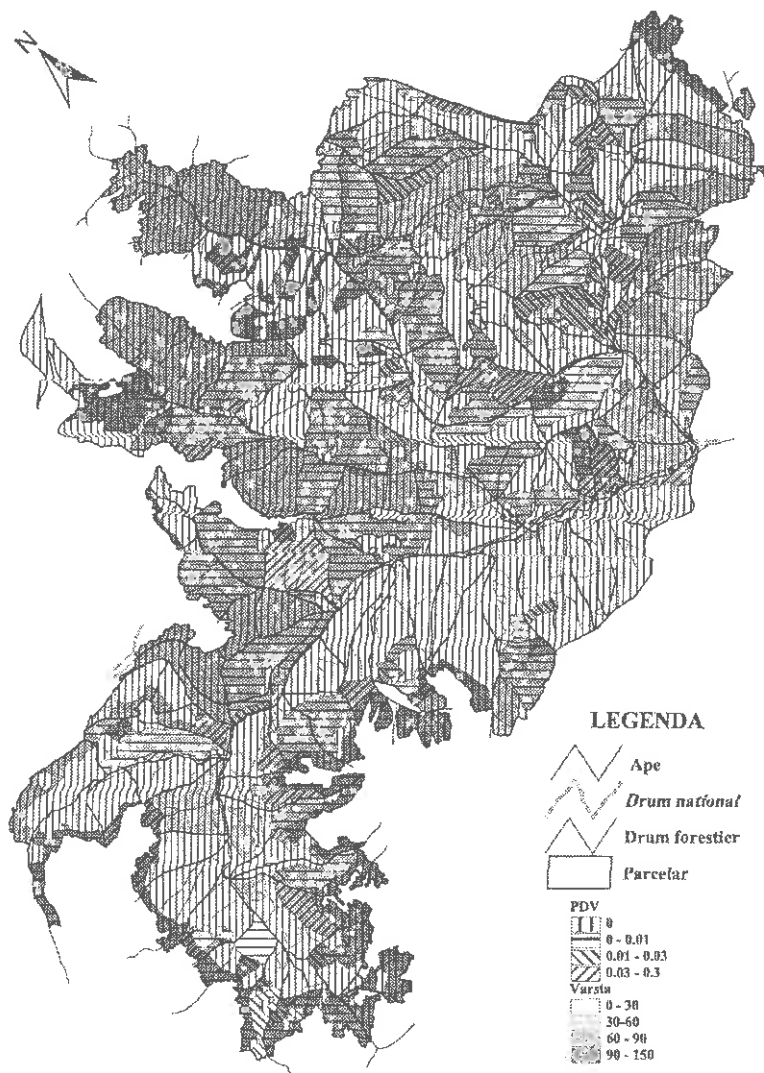 N
LEGENDA
Ape
Drum national
Drum forestier
Parcelar
PDV
0
0 - 0.01
0.01 - 0.03
0.03 - 0.3
Varsta
0 - 30
30-60
60 - 90
90 - 150